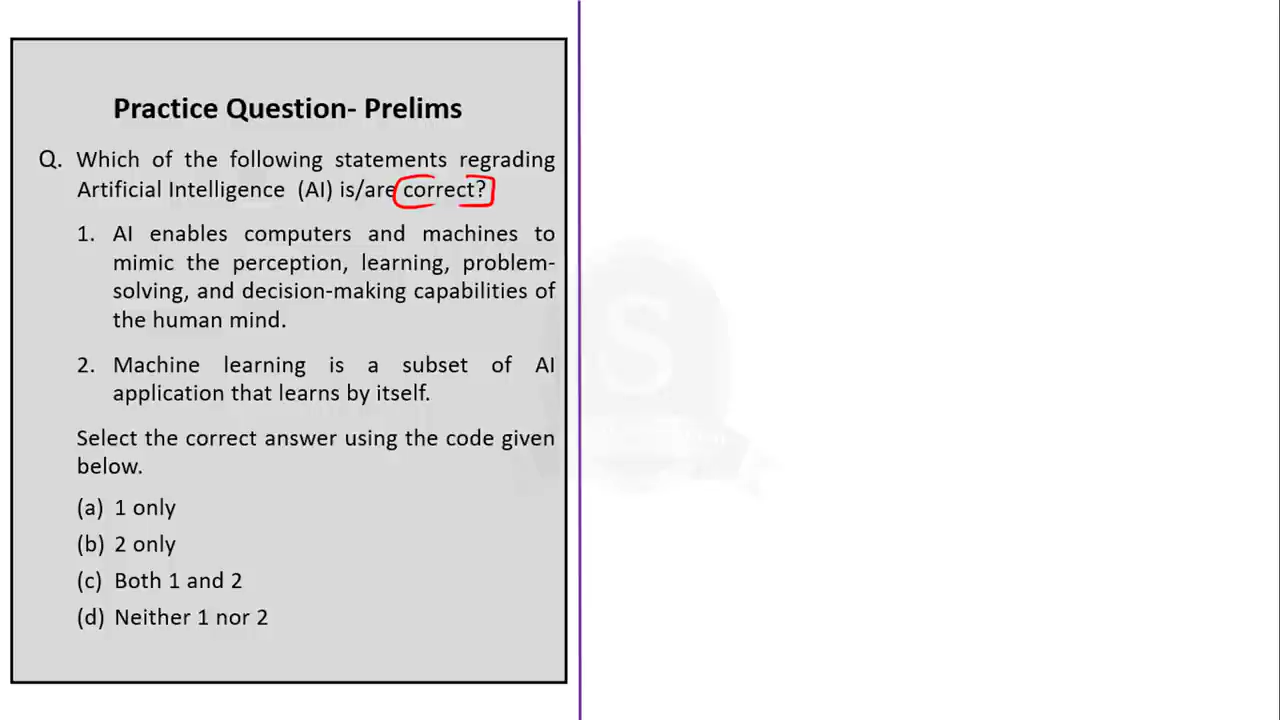 Practice Question- Prelims
Q. Which of the following statements regrading
Artificial Intelligence (AI) is/are correct?
1. AI enables computers and machines to
mimic the perception, learning, problem-
solving, and decision-making capabilities of
the human mind.
2. Machine learning is a subset of AI
application that learns by itself.
Select the correct answer using the code given
below.
(a) 1 only
(b) 2 only
(c) Both 1 and 2
(d) Neither 1 nor 2
S